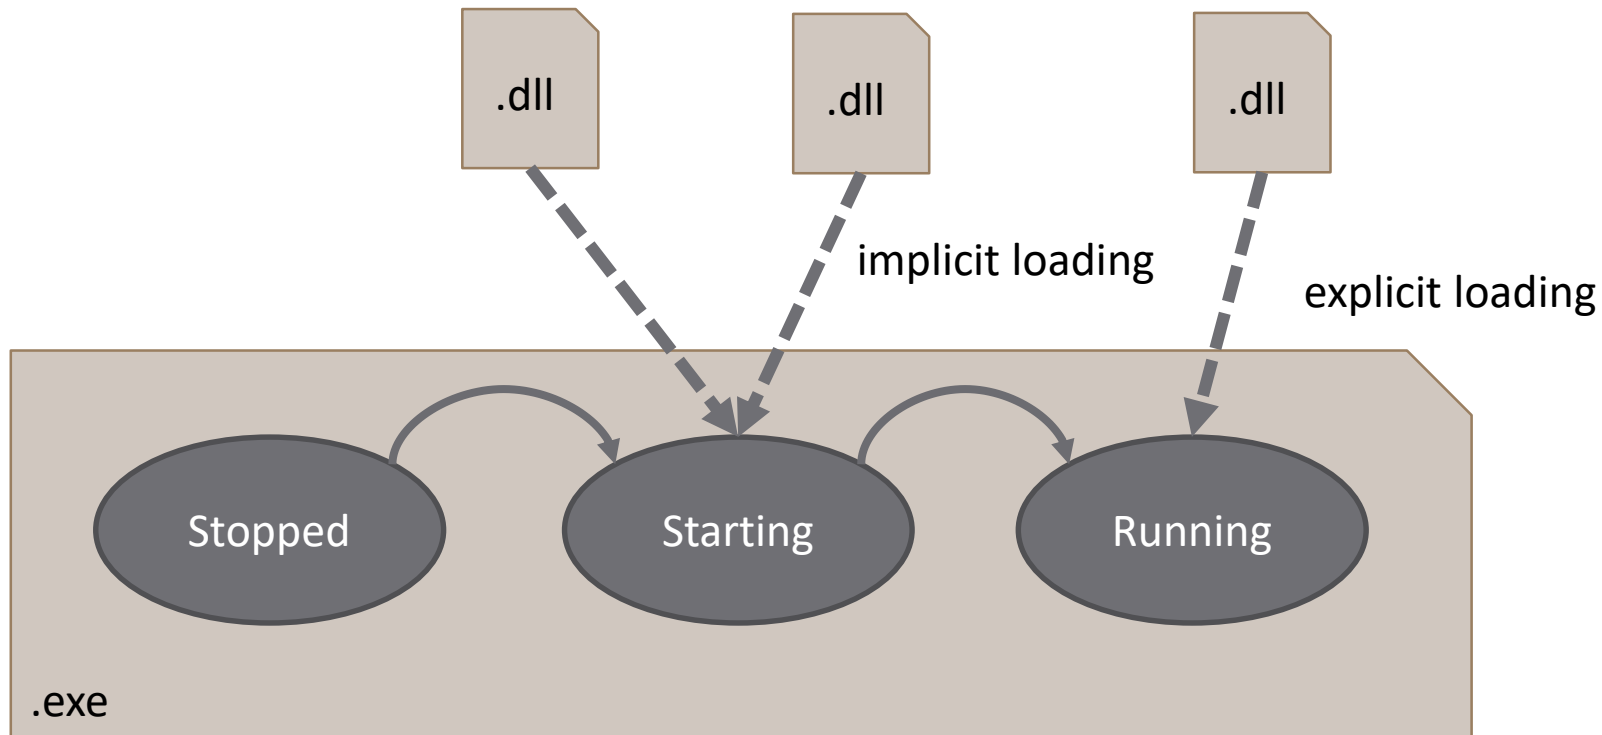 .dll
.dll
.dll
implicit loading
explicit loading
Stopped
Starting
Running
.exe